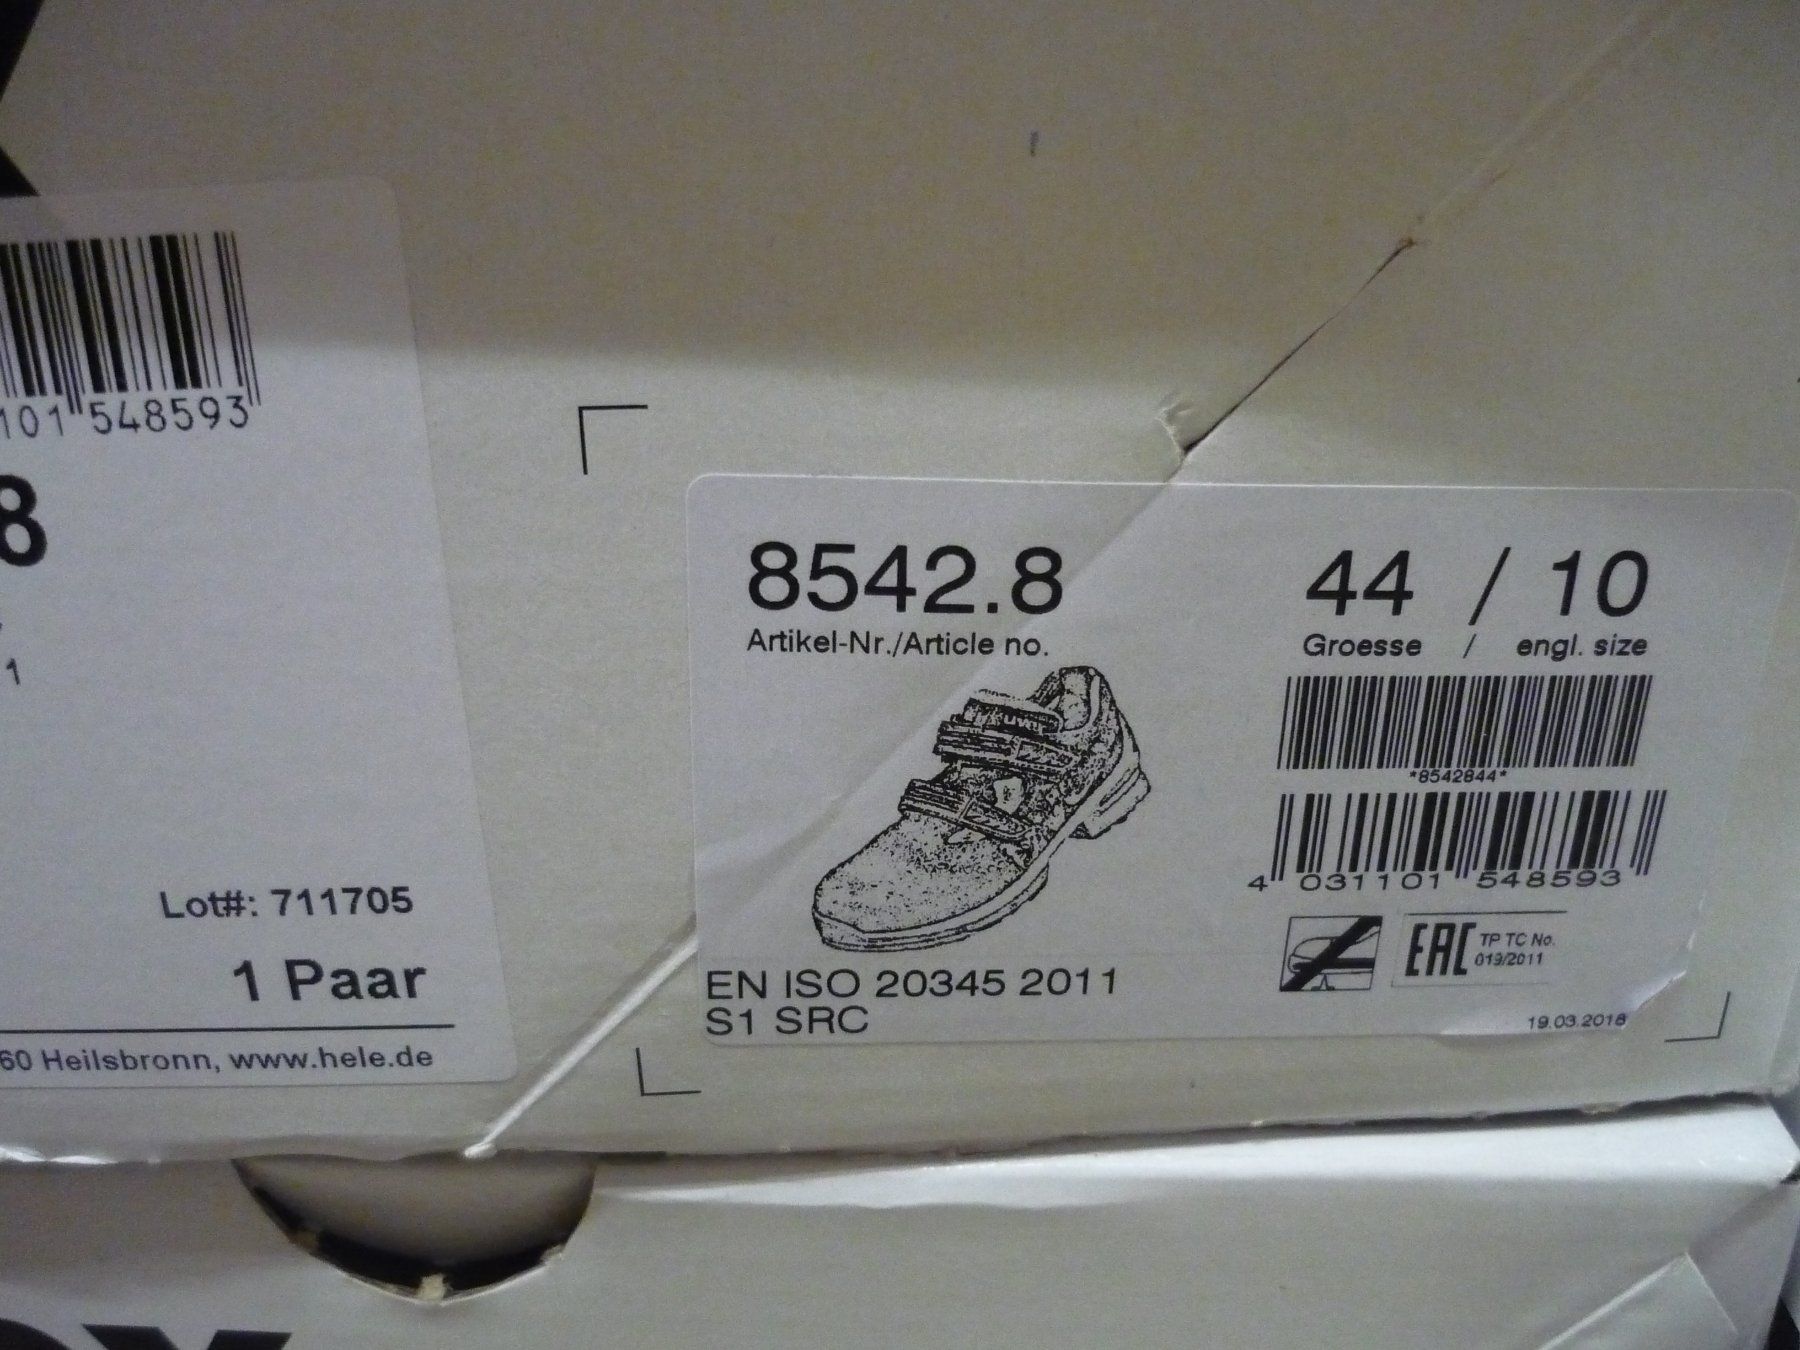 101 548593
8
1
Lot#: 711705
1 Paar
60 Heilsbronn, www.hele.de
8542.8
Artikel-Nr./Article no.
44 / 10
Groesse / engl. size
*8542844*
4 031101 548593
EAC
TP TC No.
019/2011
EN ISO 20345 2011
S1 SRC
19.03.2018